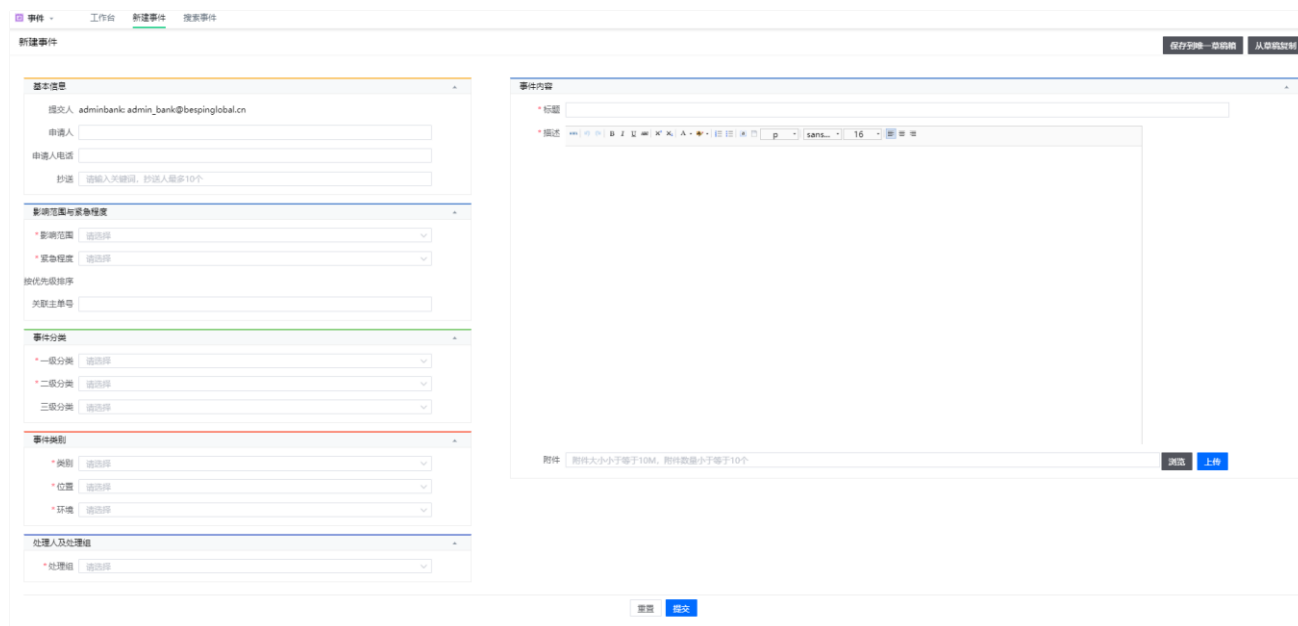 事件 工作台 新建事件 搜索事件
新建事件
保存到唯一草稿箱 从草稿复制
基本信息
提交人 adminbank: admin_bank@bespinglobal.cn
申请人
申请人电话
抄送 请输入关键词，抄送人最多10个
影响范围与紧急程度
*影响范围 请选择
*紧急程度 请选择
按优先级排序
关联主单号
事件分类
*一级分类 请选择
*二级分类 请选择
三级分类 请选择
事件类别
*类别 请选择
*位置 请选择
*环境 请选择
处理人及处理组
*处理组 请选择
事件内容
*标题
*描述 B I U X² X₂ A p sans... 16
附件 附件大小小于等于10M，附件数量小于等于10个 浏览 上传
重置 提交